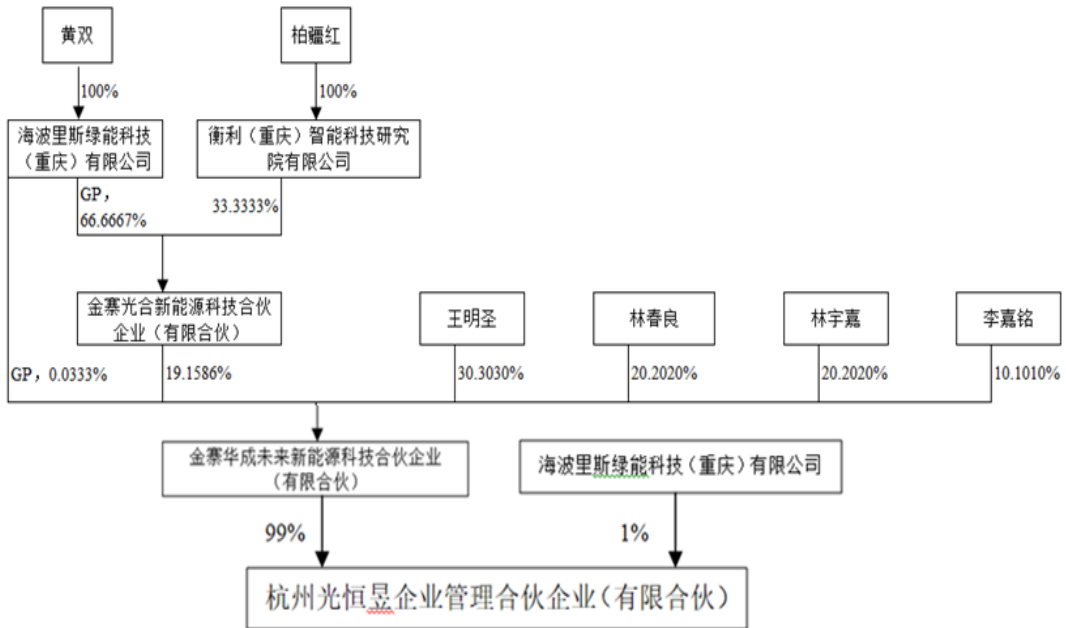 黄双
柏疆红
100%
100%
海波里斯绿能科技
（重庆）有限公司
衡利（重庆）智能科技研究
院有限公司
GP，
66.6667%
33.3333%
金寨光合新能源科技合伙
企业（有限合伙）
王明圣
林春良
林宇嘉
李嘉铭
GP，0.0333%
19.1586%
30.3030%
20.2020%
20.2020%
10.1010%
金寨华成未来新能源科技合伙企业
（有限合伙）
海波里斯绿能科技（重庆）有限公司
99%
1%
杭州光恒昱企业管理合伙企业（有限合伙）